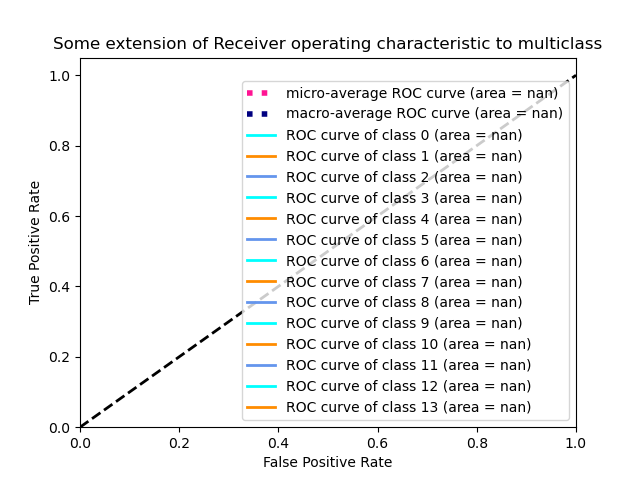 Some extension of Receiver operating characteristic to multiclass
1.0
0.8
0.6
0.4
0.2
0.0
True Positive Rate
micro-average ROC curve (area = nan)
macro-average ROC curve (area = nan)
ROC curve of class 0 (area = nan)
ROC curve of class 1 (area = nan)
ROC curve of class 2 (area = nan)
ROC curve of class 3 (area = nan)
ROC curve of class 4 (area = nan)
ROC curve of class 5 (area = nan)
ROC curve of class 6 (area = nan)
ROC curve of class 7 (area = nan)
ROC curve of class 8 (area = nan)
ROC curve of class 9 (area = nan)
ROC curve of class 10 (area = nan)
ROC curve of class 11 (area = nan)
ROC curve of class 12 (area = nan)
ROC curve of class 13 (area = nan)
0.0 0.2 0.4 0.6 0.8 1.0
False Positive Rate